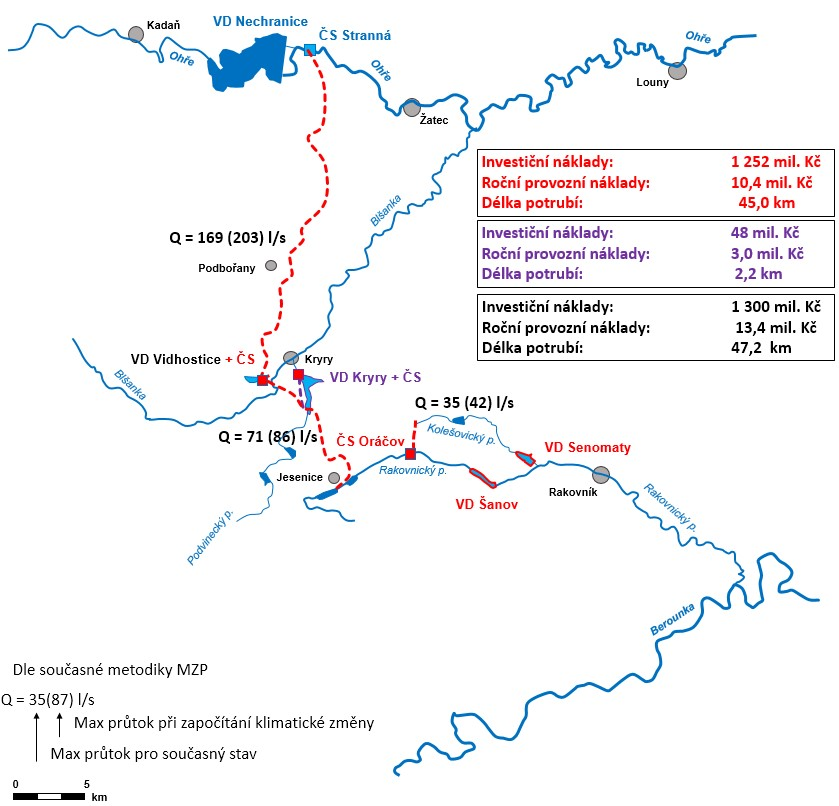 Kadaň
VD Nechranice
ČS Stranná
Ohře
Ohře
Ohře
Louny
Žatec
Blšanka
Investiční náklady: 1 252 mil. Kč
Roční provozní náklady: 10,4 mil. Kč
Délka potrubí: 45,0 km
Investiční náklady: 48 mil. Kč
Roční provozní náklady: 3,0 mil. Kč
Délka potrubí: 2,2 km
Investiční náklady: 1 300 mil. Kč
Roční provozní náklady: 13,4 mil. Kč
Délka potrubí: 47,2 km
Q = 169 (203) l/s
Podbořany
VD Vidhostice + ČS
Kryry
VD Kryry + ČS
Blšanka
Q = 35 (42) l/s
Q = 71 (86) l/s
ČS Oráčov
Kolešovický p.
VD Senomaty
Jesenice
Rakovnický p.
VD Šanov
Rakovník
Rakovnický p.
Podvinecký p.
Berounka
Dle současné metodiky MZP
Q = 35(87) l/s
Max průtok při započítání klimatické změny
Max průtok pro současný stav
0 5
km